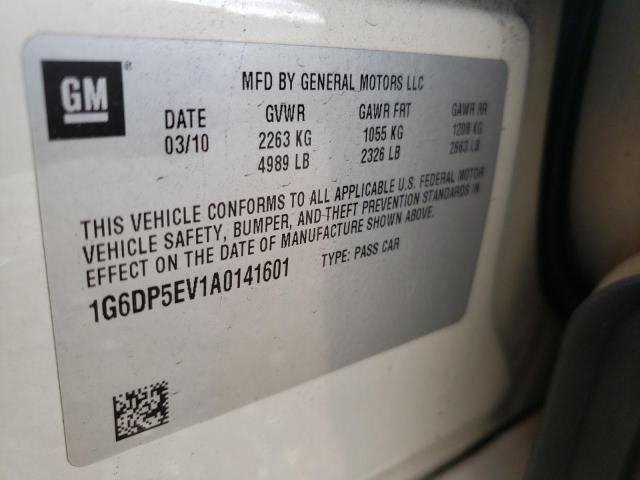 GM®
MFD BY GENERAL MOTORS LLC
DATE GVWR GAWR FRT GAWR RR
03/10 2263 KG 1055 KG 1208 KG
4989 LB 2326 LB 2663 LB
THIS VEHICLE CONFORMS TO ALL APPLICABLE U.S. FEDERAL MOTOR
VEHICLE SAFETY, BUMPER, AND THEFT PREVENTION STANDARDS IN
EFFECT ON THE DATE OF MANUFACTURE SHOWN ABOVE.
1G6DP5EV1A0141601 TYPE: PASS CAR